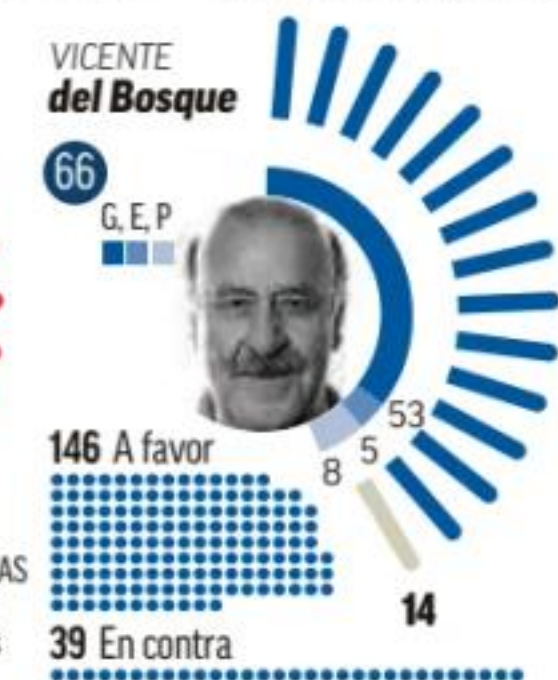 VICENTE
del Bosque
66
G, E, P
53
5
8
146 A favor
AS
14
39 En contra